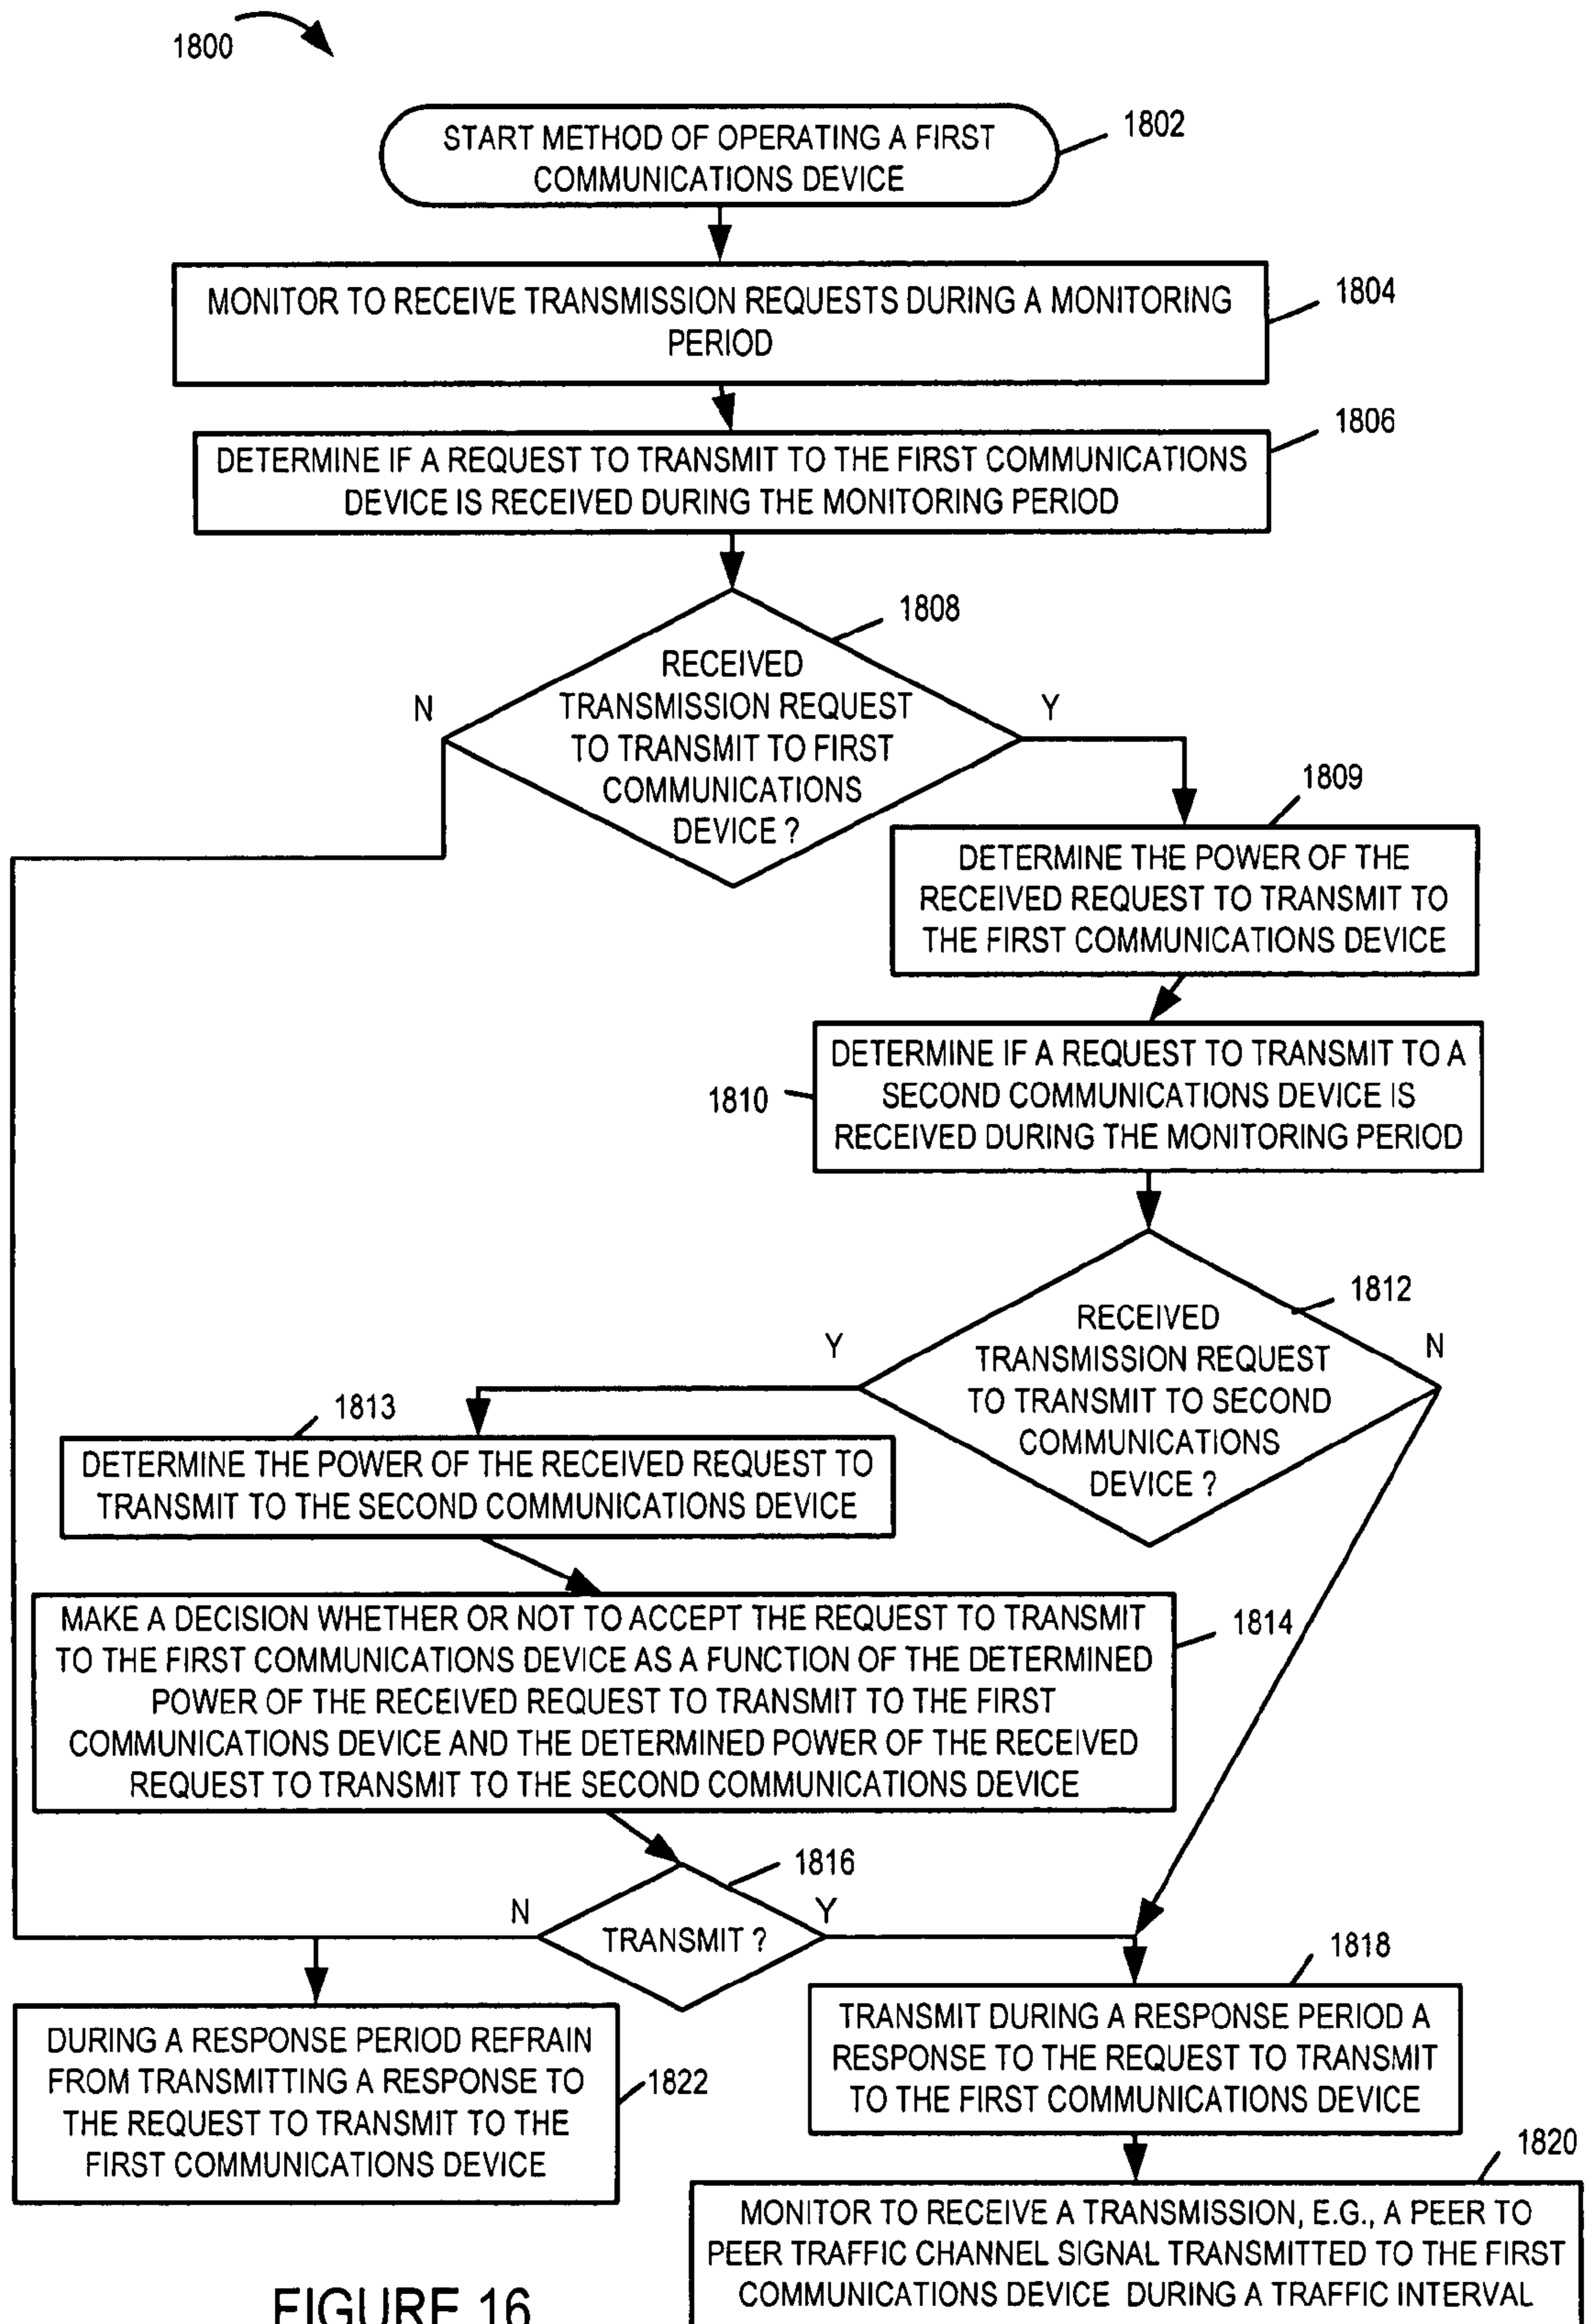 1800
START METHOD OF OPERATING A FIRST
COMMUNICATIONS DEVICE
1802
MONITOR TO RECEIVE TRANSMISSION REQUESTS DURING A MONITORING
PERIOD
1804
DETERMINE IF A REQUEST TO TRANSMIT TO THE FIRST COMMUNICATIONS
DEVICE IS RECEIVED DURING THE MONITORING PERIOD
1806
1808
RECEIVED
TRANSMISSION REQUEST
TO TRANSMIT TO FIRST
COMMUNICATIONS
DEVICE ?
N
Y
1809
DETERMINE THE POWER OF THE
RECEIVED REQUEST TO TRANSMIT TO
THE FIRST COMMUNICATIONS DEVICE
1810
DETERMINE IF A REQUEST TO TRANSMIT TO A
SECOND COMMUNICATIONS DEVICE IS
RECEIVED DURING THE MONITORING PERIOD
1812
RECEIVED
TRANSMISSION REQUEST
TO TRANSMIT TO SECOND
COMMUNICATIONS
DEVICE ?
Y
N
1813
DETERMINE THE POWER OF THE RECEIVED REQUEST TO
TRANSMIT TO THE SECOND COMMUNICATIONS DEVICE
MAKE A DECISION WHETHER OR NOT TO ACCEPT THE REQUEST TO TRANSMIT
TO THE FIRST COMMUNICATIONS DEVICE AS A FUNCTION OF THE DETERMINED
POWER OF THE RECEIVED REQUEST TO TRANSMIT TO THE FIRST
COMMUNICATIONS DEVICE AND THE DETERMINED POWER OF THE RECEIVED
REQUEST TO TRANSMIT TO THE SECOND COMMUNICATIONS DEVICE
1814
1816
N
TRANSMIT ?
Y
1818
TRANSMIT DURING A RESPONSE PERIOD A
RESPONSE TO THE REQUEST TO TRANSMIT
TO THE FIRST COMMUNICATIONS DEVICE
DURING A RESPONSE PERIOD REFRAIN
FROM TRANSMITTING A RESPONSE TO
THE REQUEST TO TRANSMIT TO THE
FIRST COMMUNICATIONS DEVICE
1822
1820
MONITOR TO RECEIVE A TRANSMISSION, E.G., A PEER TO
PEER TRAFFIC CHANNEL SIGNAL TRANSMITTED TO THE FIRST
COMMUNICATIONS DEVICE DURING A TRAFFIC INTERVAL
FIGURE 16